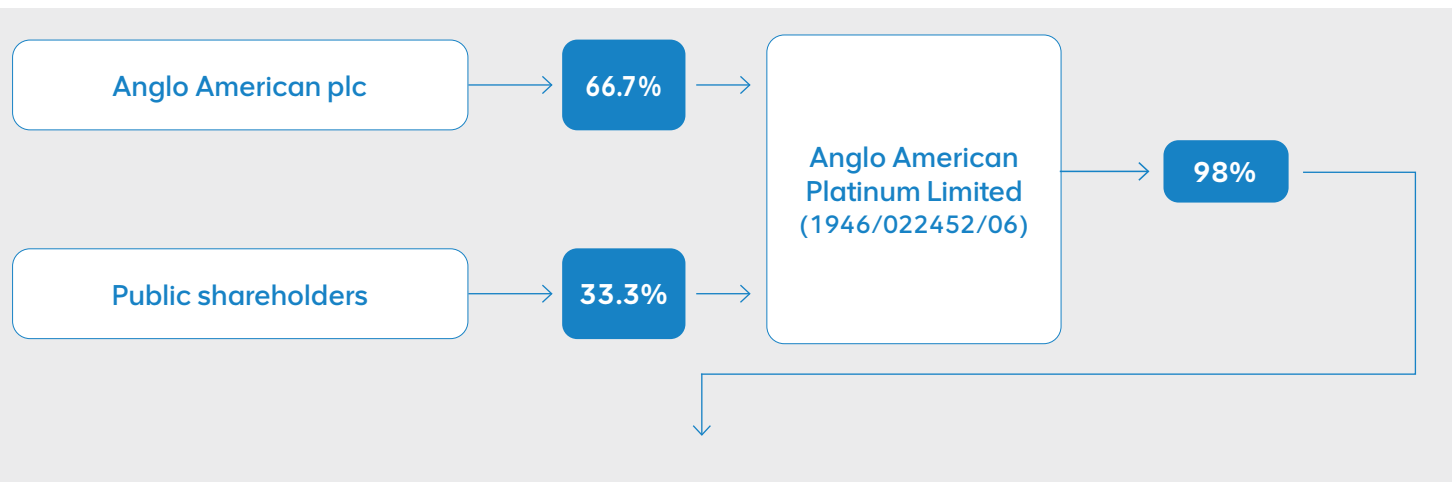 Anglo American plc
66.7%
Anglo American
Platinum Limited
(1946/022452/06)
98%
Public shareholders
33.3%